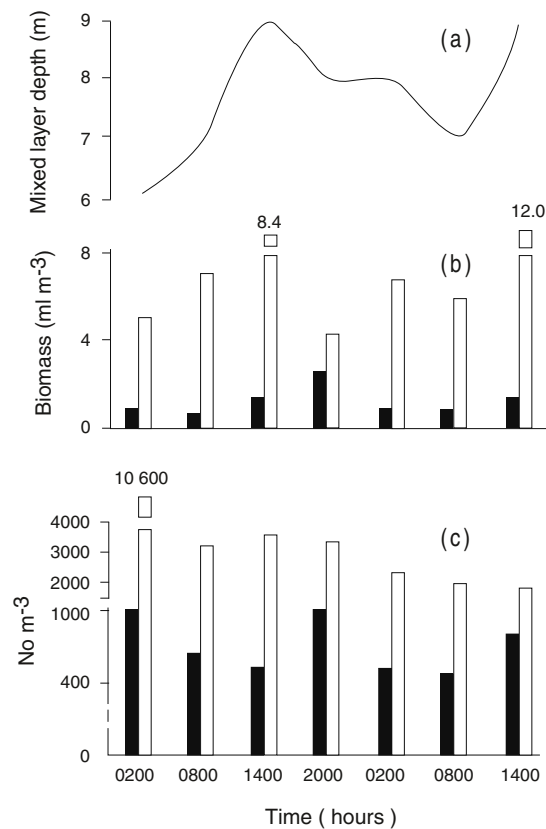 9
8
7
6
Mixed layer depth (m)
(a)
8.4
12.0
8
4
0
Biomass (ml m-3)
(b)
10 600
4000
3000
2000
1000
400
0
No m-3
(c)
0200 0800 1400 2000 0200 0800 1400
Time ( hours )